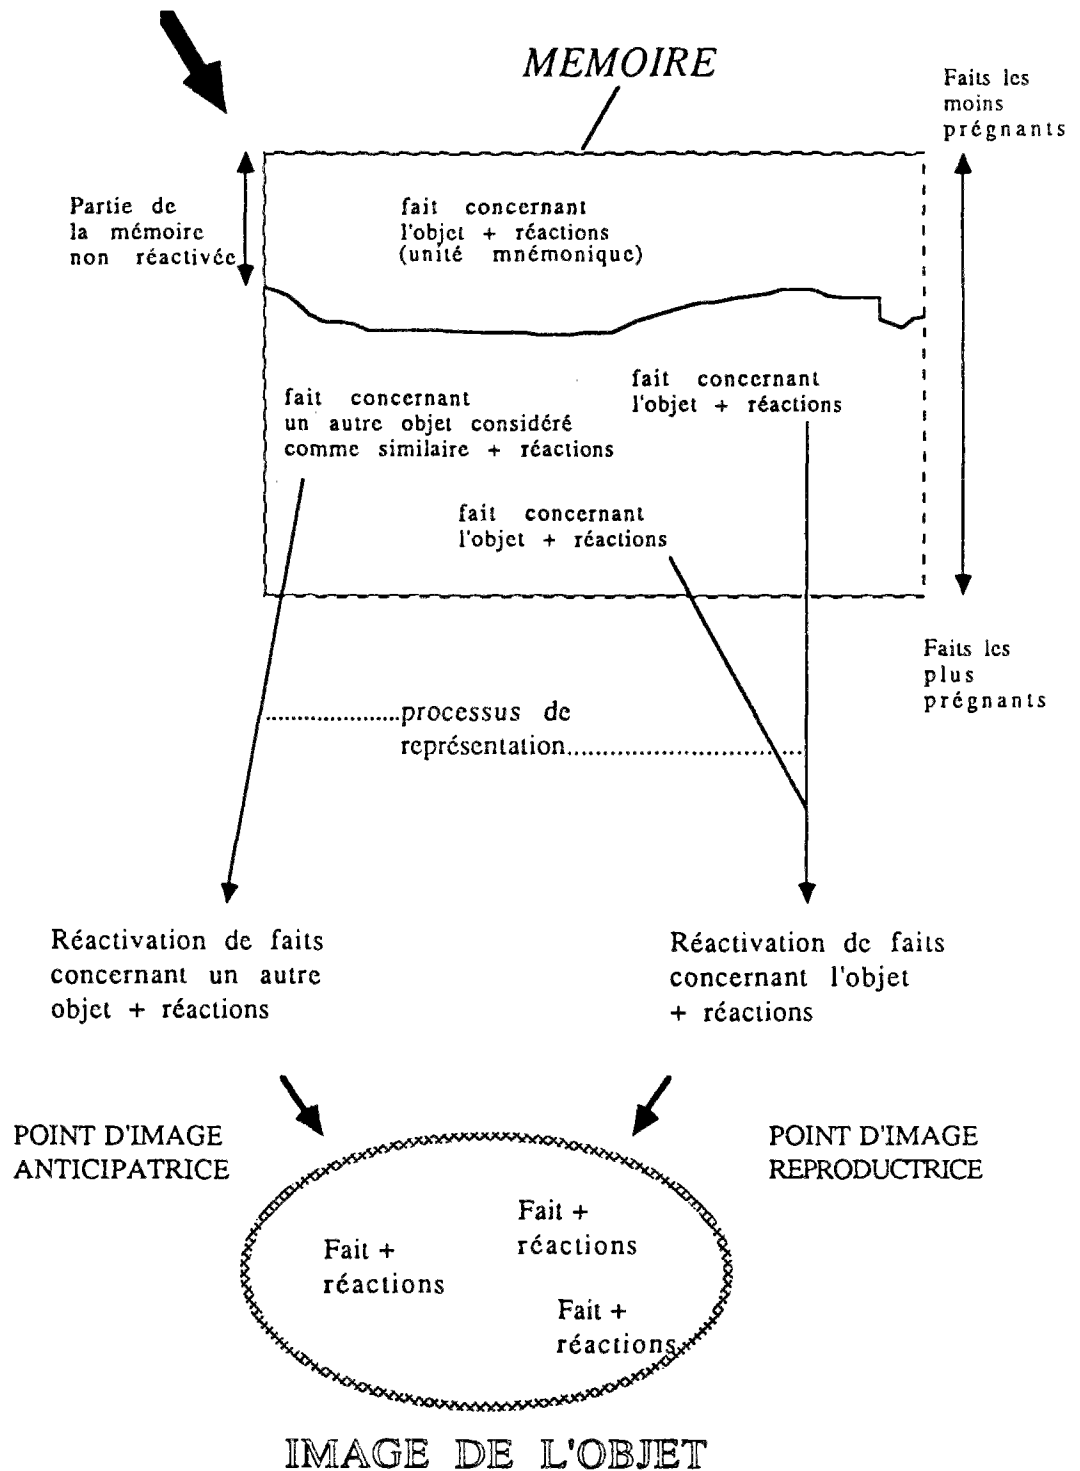 MEMOIRE
Faits les
moins
prégnants
Partie de
la mémoire
non réactivée
fait concernant
l'objet + réactions
(unité mnémonique)
fait concernant
un autre objet considéré
comme similaire + réactions
fait concernant
l'objet + réactions
fait concernant
l'objet + réactions
Faits les
plus
prégnants
processus de
représentation
Réactivation de faits
concernant un autre
objet + réactions
Réactivation de faits
concernant l'objet
+ réactions
POINT D'IMAGE
ANTICIPATRICE
POINT D'IMAGE
REPRODUCTRICE
Fait +
réactions
Fait +
réactions
Fait +
réactions
IMAGE DE L'OBJET